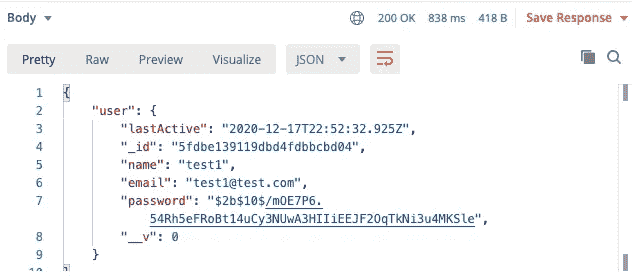 Body
200 OK 838 ms 418 B Save Response
Pretty Raw Preview Visualize JSON
1 {
2 "user": {
3 "lastActive": "2020-12-17T22:52:32.925Z",
4 "_id": "5fdbe139119dbd4fdbbcbd04",
5 "name": "test1",
6 "email": "test1@test.com",
7 "password": "$2b$10$/mOE7P6.
54Rh5eFRoBt14uCy3NUwA3HIIiEEJF2OqTkNi3u4MKSle",
8 "__v": 0
9 }
10 }